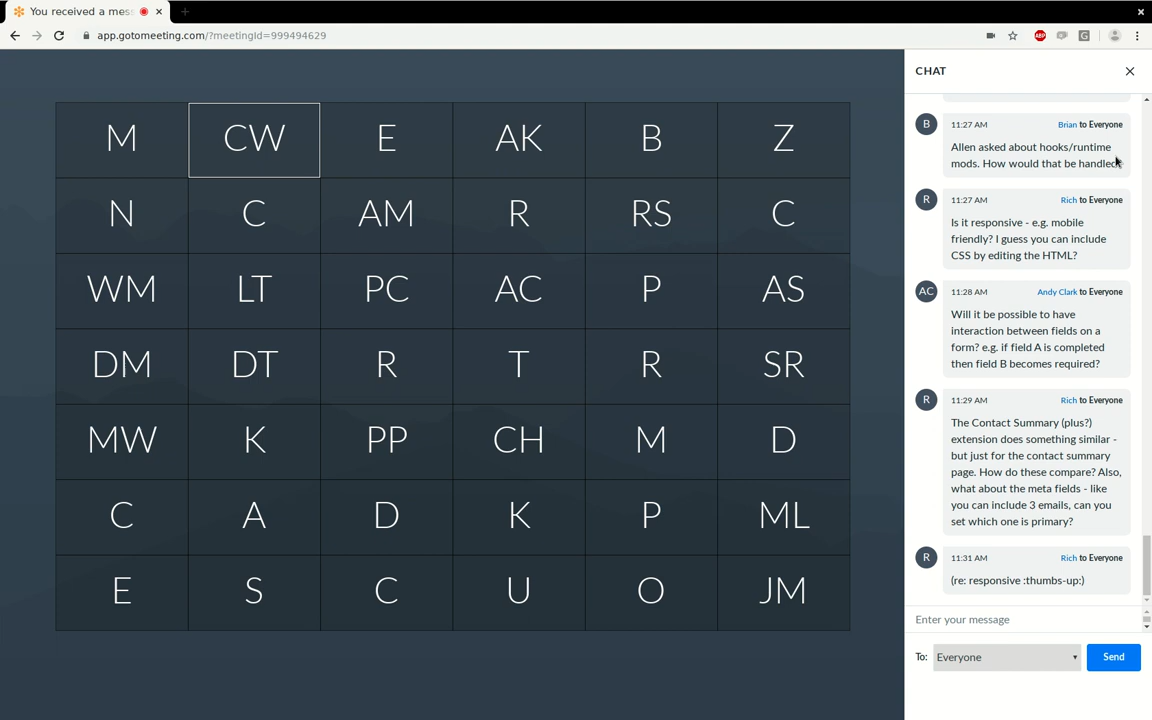 You received a mes
app.gotomeeting.com/?meetingId=999494629
ABP
G
M CW E AK B Z
N C AM R RS C
WM LT PC AC P AS
DM DT R T R SR
MW K PP CH M D
C A D K P ML
E S C U O JM
CHAT
B
11:27 AM Brian to Everyone
Allen asked about hooks/runtime
mods. How would that be handled
R
11:27 AM Rich to Everyone
Is it responsive - e.g. mobile
friendly? I guess you can include
CSS by editing the HTML?
AC
11:28 AM Andy Clark to Everyone
Will it be possible to have
interaction between fields on a
form? e.g. if field A is completed
then field B becomes required?
R
11:29 AM Rich to Everyone
The Contact Summary (plus?)
extension does something similar -
but just for the contact summary
page. How do these compare? Also,
what about the meta fields - like
you can include 3 emails, can you
set which one is primary?
R
11:31 AM Rich to Everyone
(re: responsive :thumbs-up:)
Enter your message
To: Everyone Send